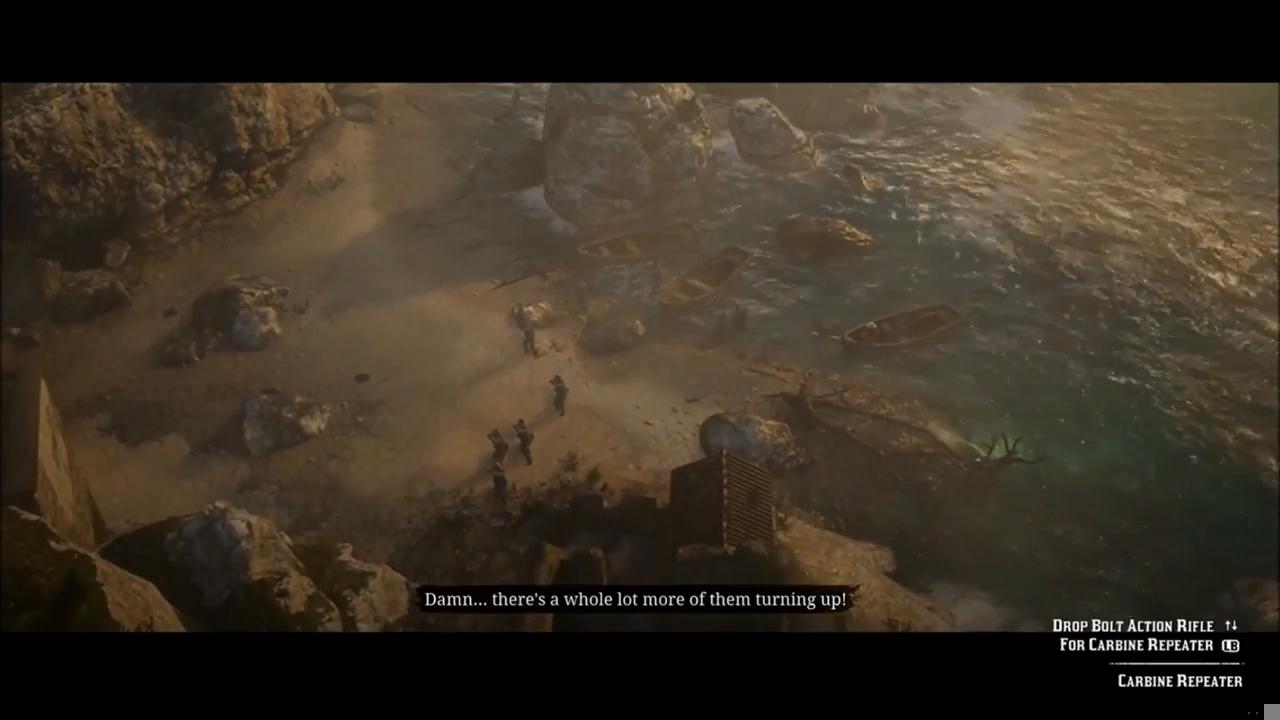 Damn... there's a whole lot more of them turning up!
DROP BOLT ACTION RIFLE ↑↓
FOR CARBINE REPEATER LB
CARBINE REPEATER